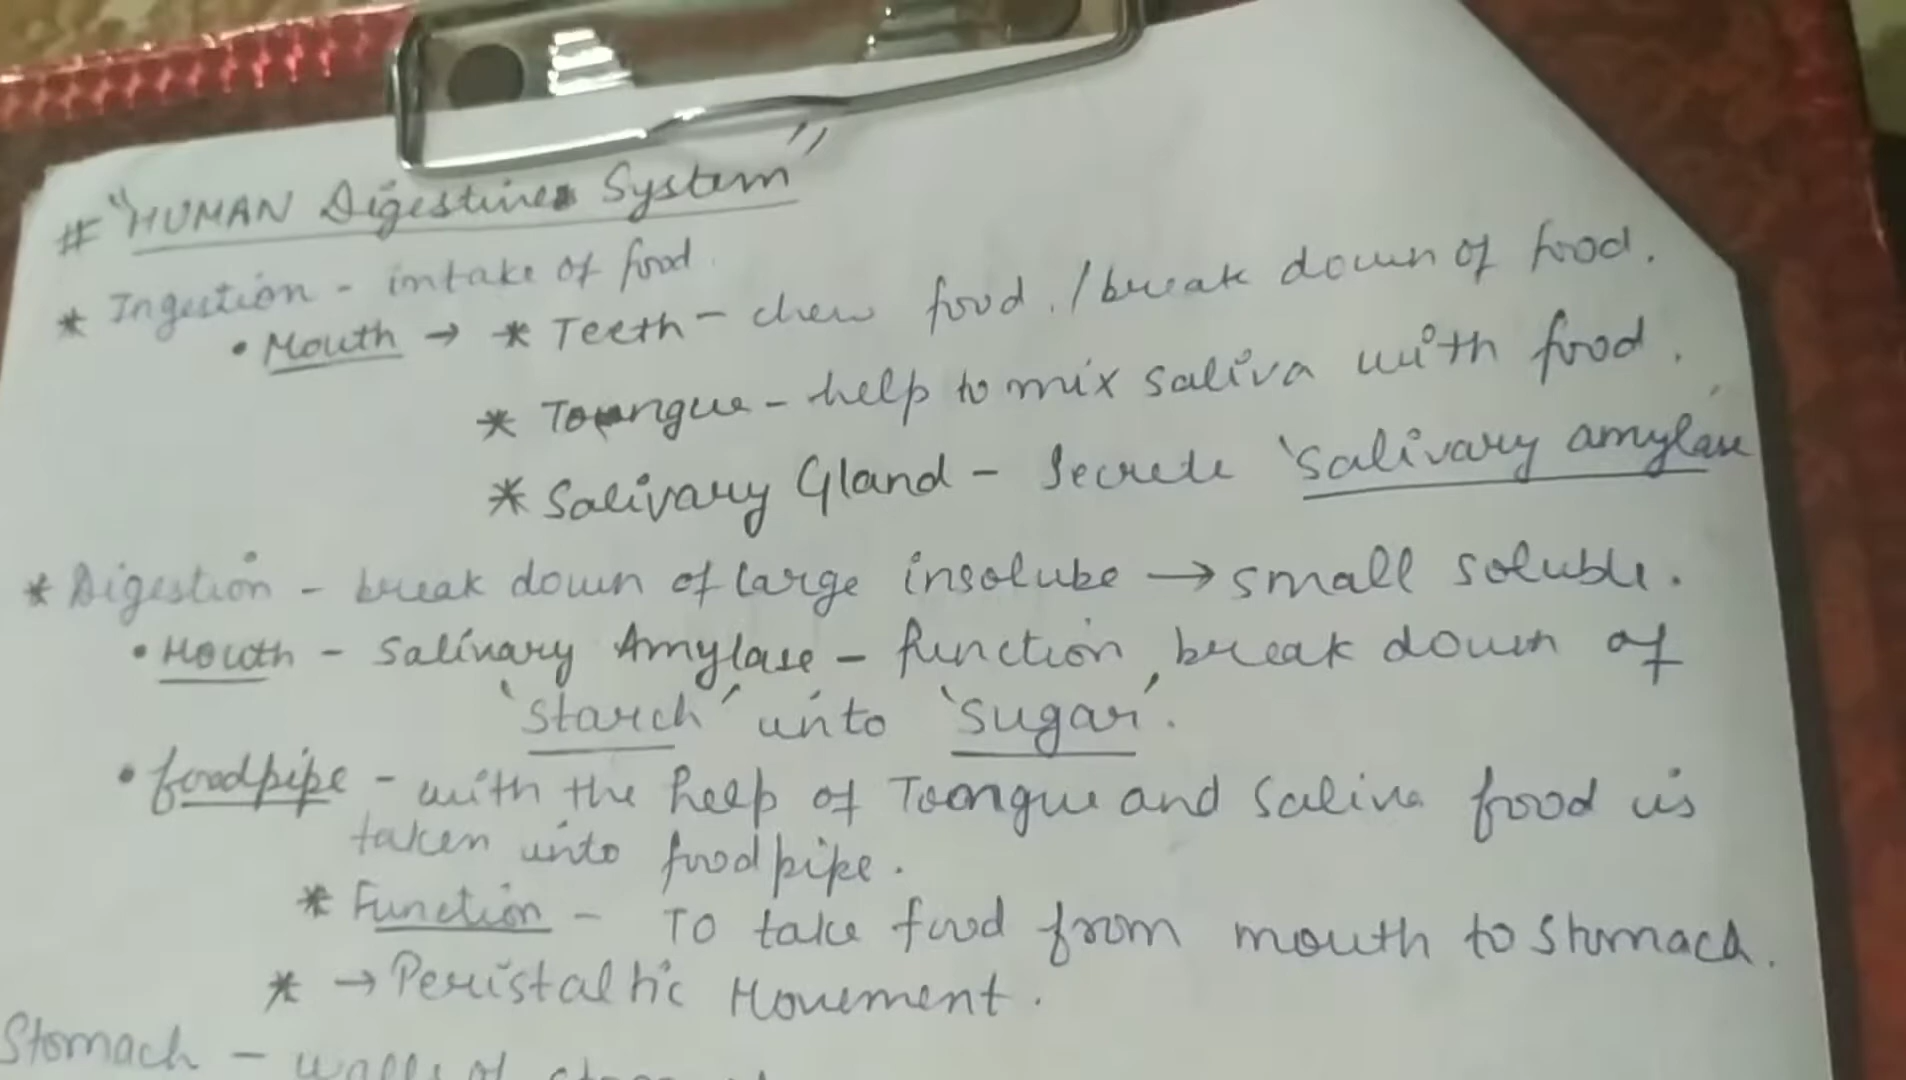 # "HUMAN Digestive System"
* Ingestion - intake of food.
• Mouth → * Teeth - chew food. / break down of food.
* Toungue - help to mix saliva with food.
* Salivary Gland - Secrete 'salivary amylase'
* Digestion - break down of large insolube → small soluble.
• Mouth - Salivary Amylase - function, break down of
'starch' into 'sugar'.
• foodpipe - with the help of Toongue and Saliva food is
taken into foodpipe.
* Function - To take food from mouth to Stomach.
* → Peristaltic Movement.
Stomach - walls of